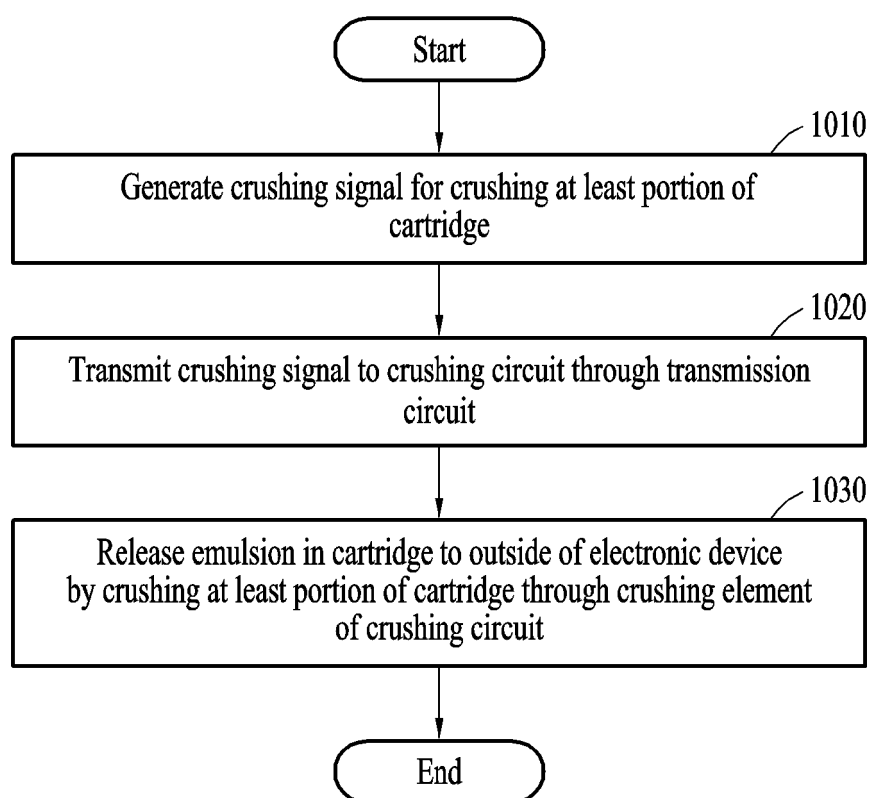 Start
1010
Generate crushing signal for crushing at least portion of
cartridge
1020
Transmit crushing signal to crushing circuit through transmission
circuit
1030
Release emulsion in cartridge to outside of electronic device
by crushing at least portion of cartridge through crushing element
of crushing circuit
End